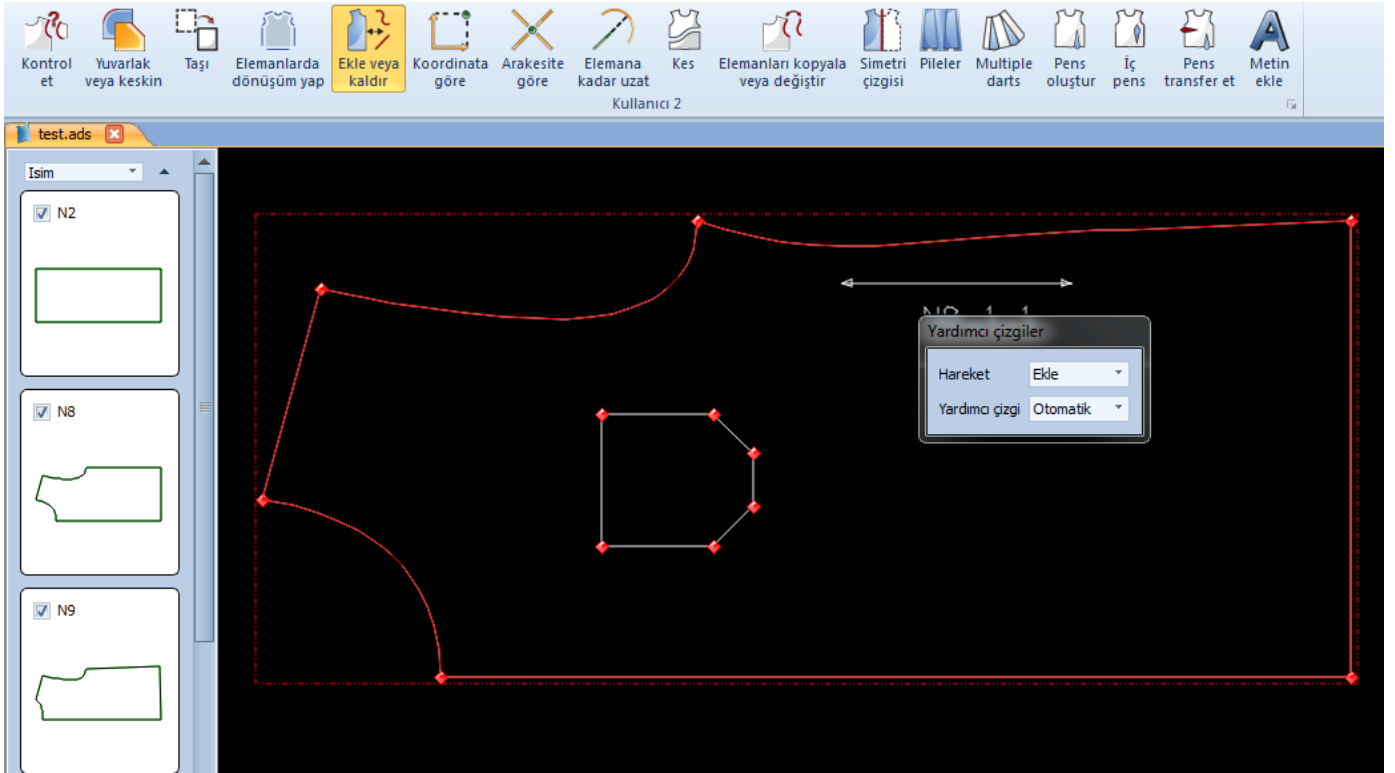 Kontrol
et
Yuvarlak
veya keskin
Taşı
Elemanlarda
dönüşüm yap
Ekle veya
kaldır
Koordinata
göre
Arakesite
göre
Elemana
kadar uzat
Kes
Elemanları kopyala
veya değiştir
Simetri
çizgisi
Pileler
Multiple
darts
Pens
oluştur
İç
pens
Pens
transfer et
Metin
ekle
Kullanıcı 2
test.ads
Isim
N2
N8
N9
Yardımcı çizgiler
Hareket Ekle
Yardımcı çizgi Otomatik